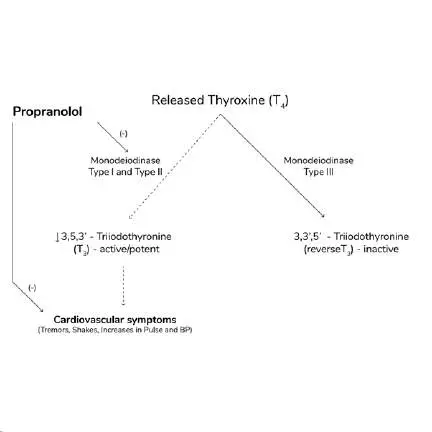 Released Thyroxine (T4)
Propranolol
(-)
Monodeiodinase
Type I and Type II
Monodeiodinase
Type III
↓3,5,3' - Triiodothyronine
(T3) - active/potent
3,3',5' - Triiodothyronine
(reverseT3) - inactive
(-)
Cardiovascular symptoms
(Tremors, Shakes, Increases in Pulse and BP)